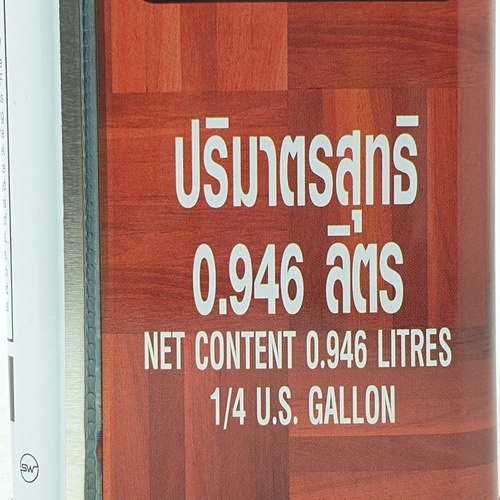 ปริมาตรสุทธิ
0.946 ลิตร
NET CONTENT 0.946 LITRES
1/4 U.S. GALLON
SW